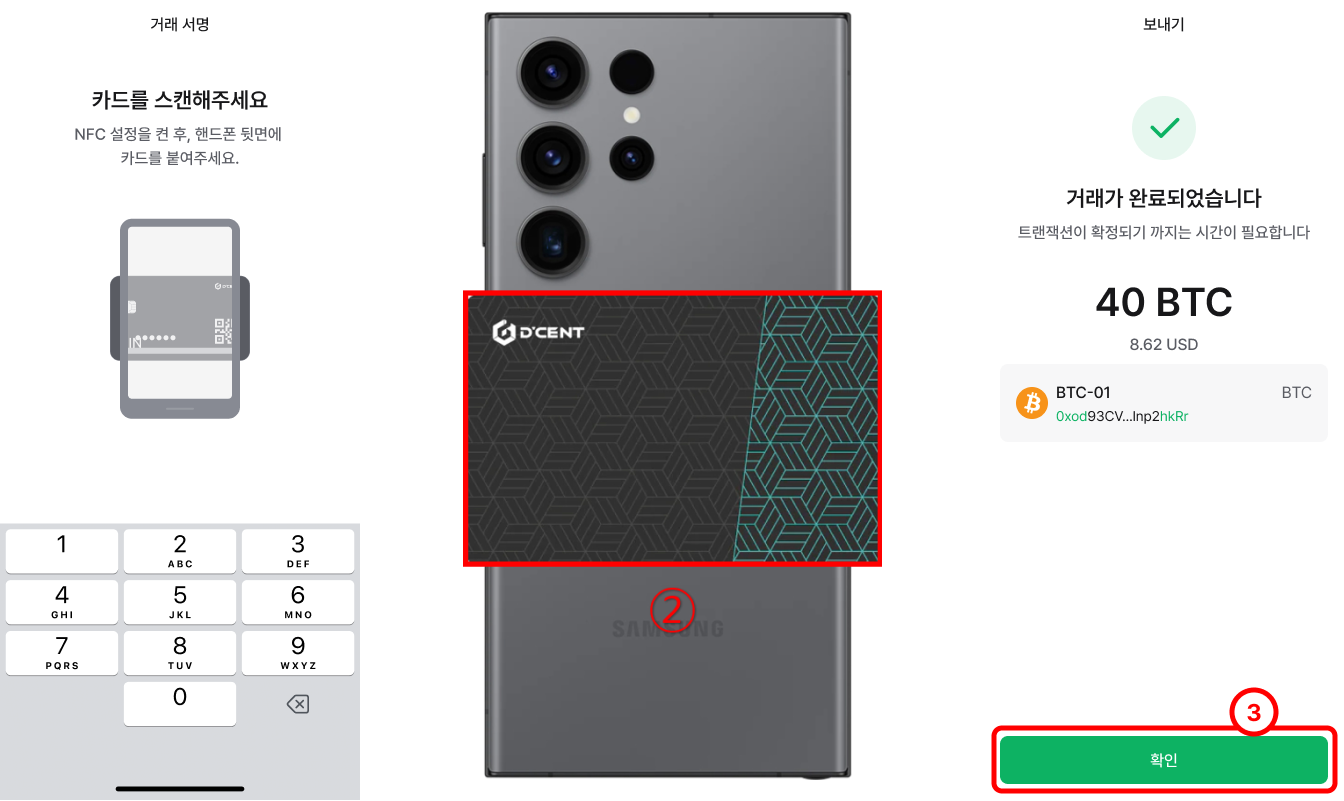 거래 서명
카드를 스캔해주세요
NFC 설정을 켠 후, 핸드폰 뒷면에
카드를 붙여주세요.
D'CENT
IN
1
2
ABC
3
DEF
4
GHI
5
JKL
6
MNO
7
PQRS
8
TUV
9
WXYZ
0
D'CENT
②
SAMSUNG
보내기
거래가 완료되었습니다
트랜잭션이 확정되기 까지는 시간이 필요합니다
40 BTC
8.62 USD
BTC-01
BTC
0xod93CV...lnp2hkRr
3
확인